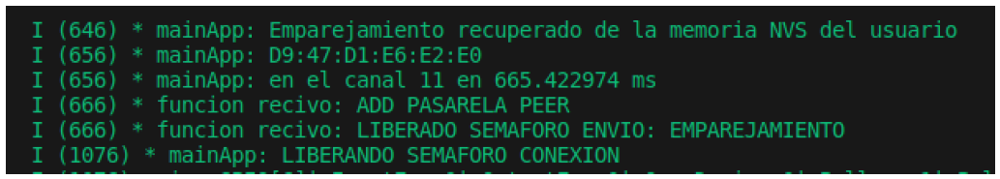 I (646) * mainApp: Emparejamiento recuperado de la memoria NVS del usuario
I (656) * mainApp: D9:47:D1:E6:E2:E0
I (656) * mainApp: en el canal 11 en 665.422974 ms
I (666) * funcion recivo: ADD PASARELA PEER
I (666) * funcion recivo: LIBERADO SEMAFORO ENVIO: EMPAREJAMIENTO
I (1076) * mainApp: LIBERANDO SEMAFORO CONEXION